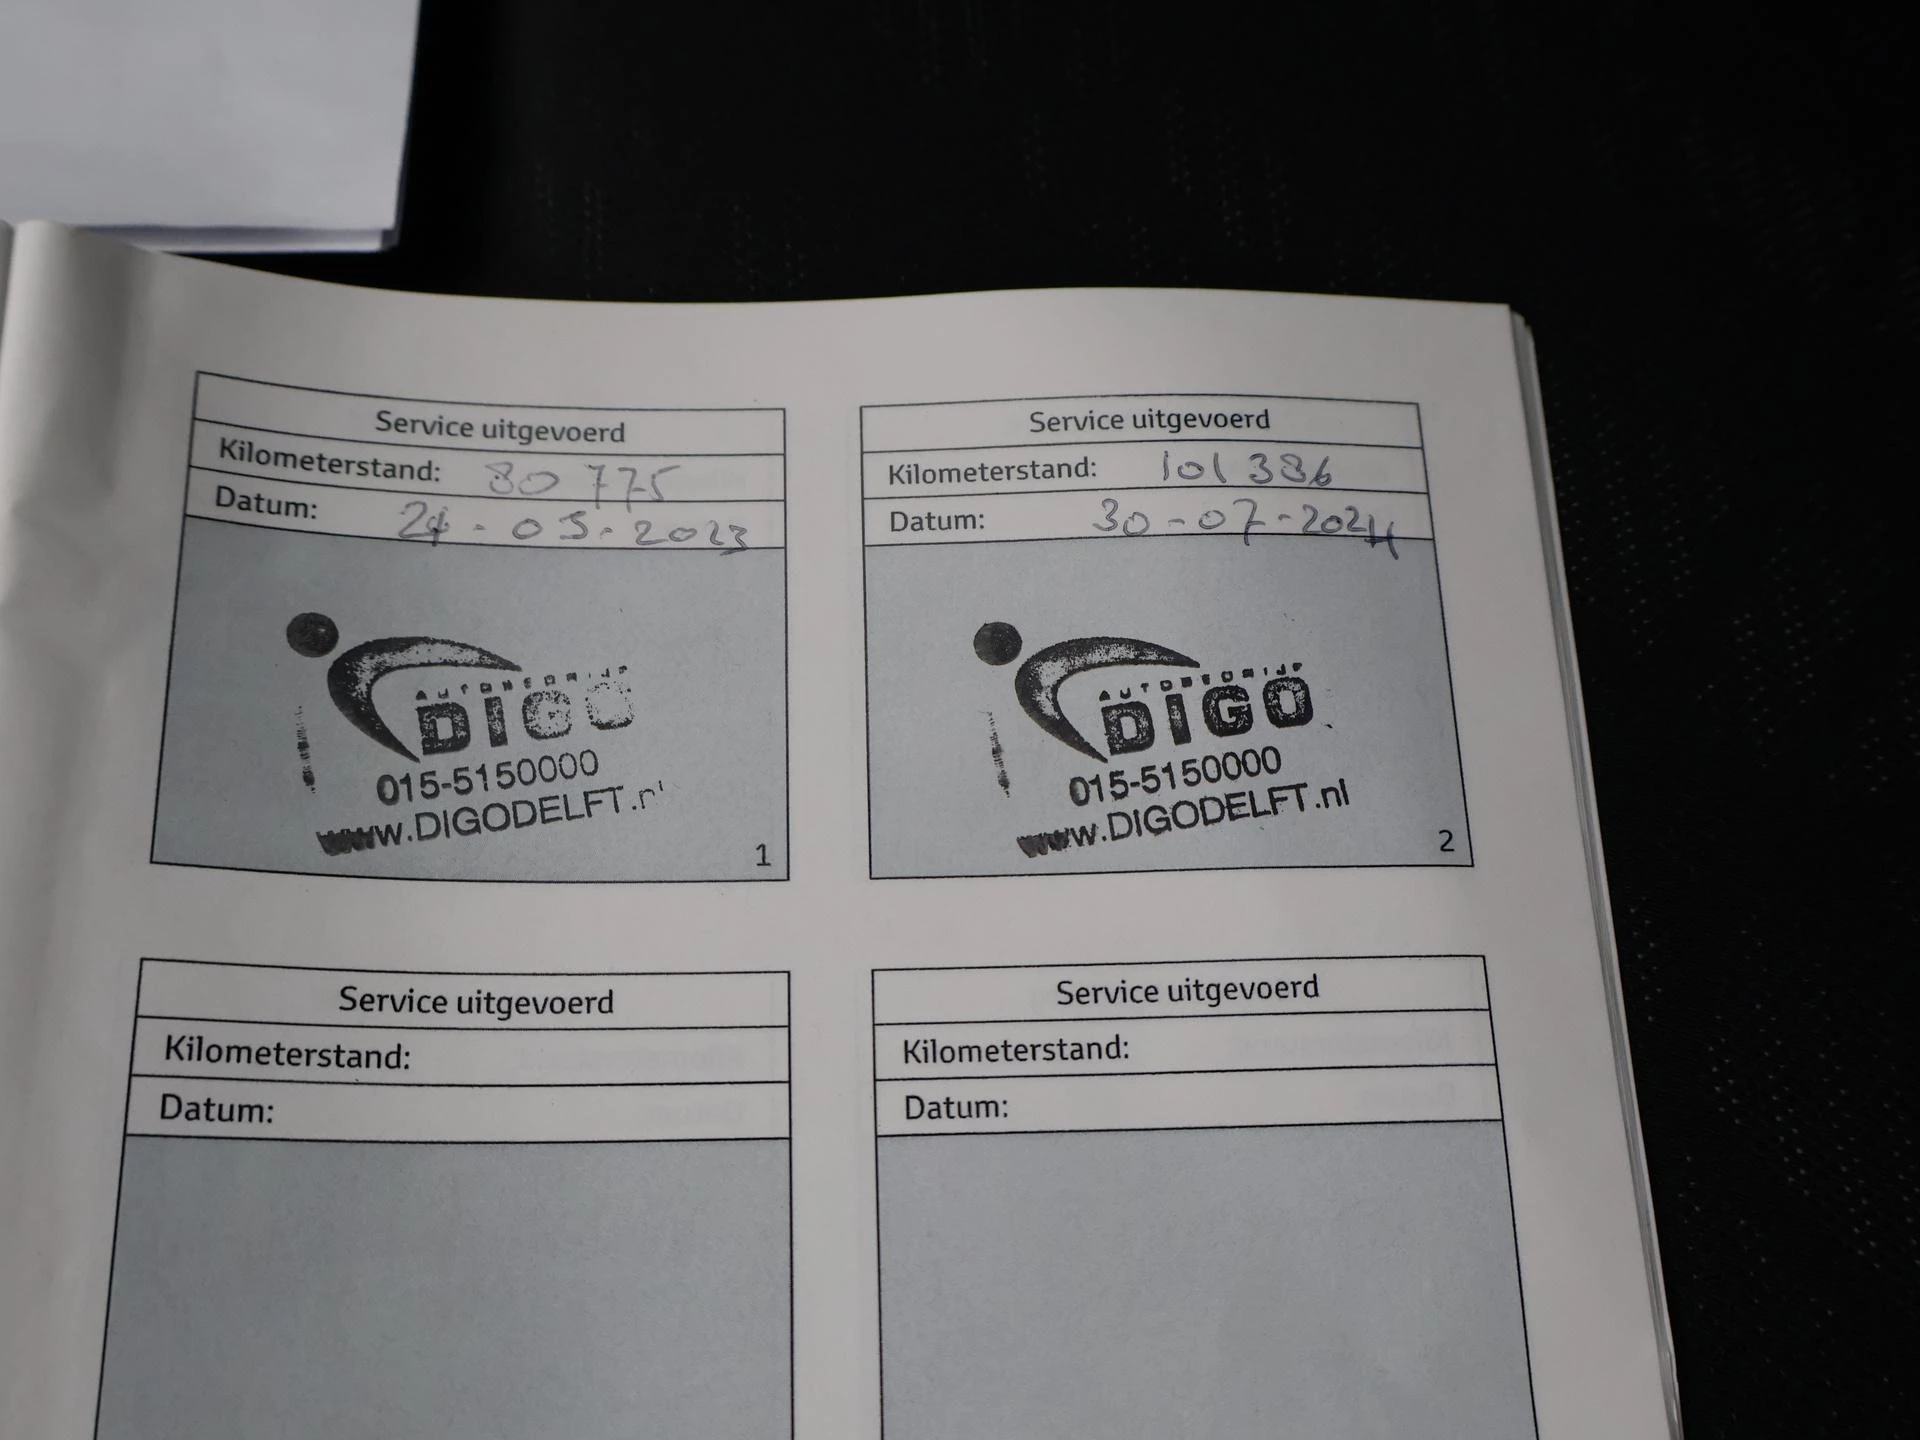 Service uitgevoerd
Kilometerstand: 80 775
Datum: 24-05-2023
AUTOBEDRIJF
DIGO
015-5150000
www.DIGODELFT.nl
1
Service uitgevoerd
Kilometerstand: 101 386
Datum: 30-07-2024
AUTOBEDRIJF
DIGO
015-5150000
www.DIGODELFT.nl
2
Service uitgevoerd
Kilometerstand:
Datum:
Service uitgevoerd
Kilometerstand:
Datum: